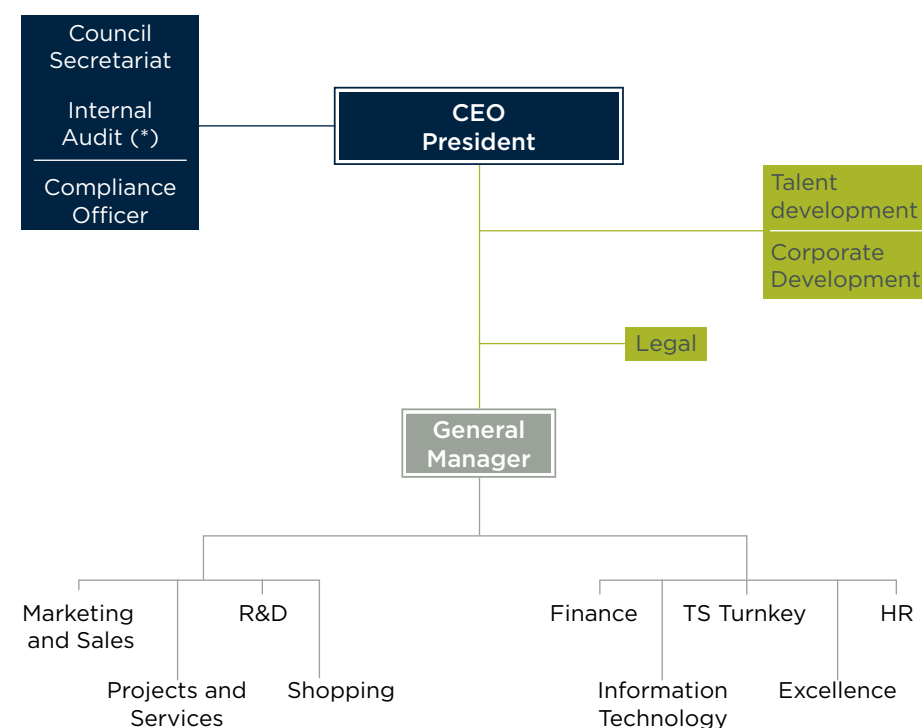 Council
Secretariat
Internal
Audit (*)
Compliance
Officer
CEO
President
Talent
development
Corporate
Development
Legal
General
Manager
Marketing
and Sales
R&D
Finance
TS Turnkey
HR
Projects and
Services
Shopping
Information
Technology
Excellence